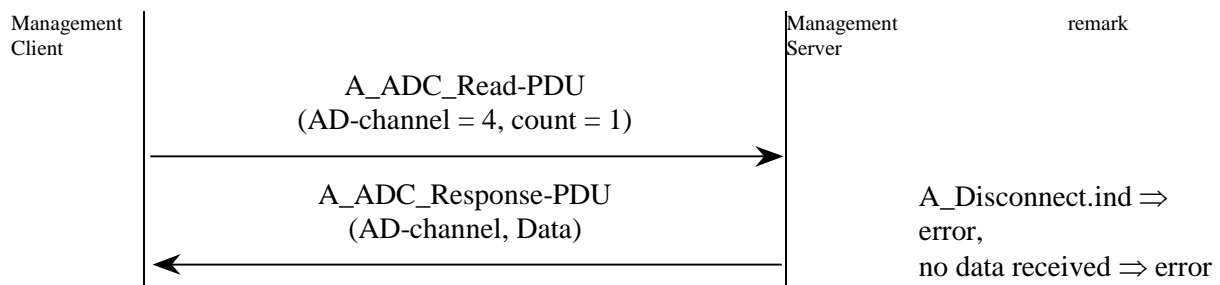 Management
Client
Management
Server
remark
A_ADC_Read-PDU
(AD-channel = 4, count = 1)
A_ADC_Response-PDU
(AD-channel, Data)
A_Disconnect.ind ⇒
error,
no data received ⇒ error